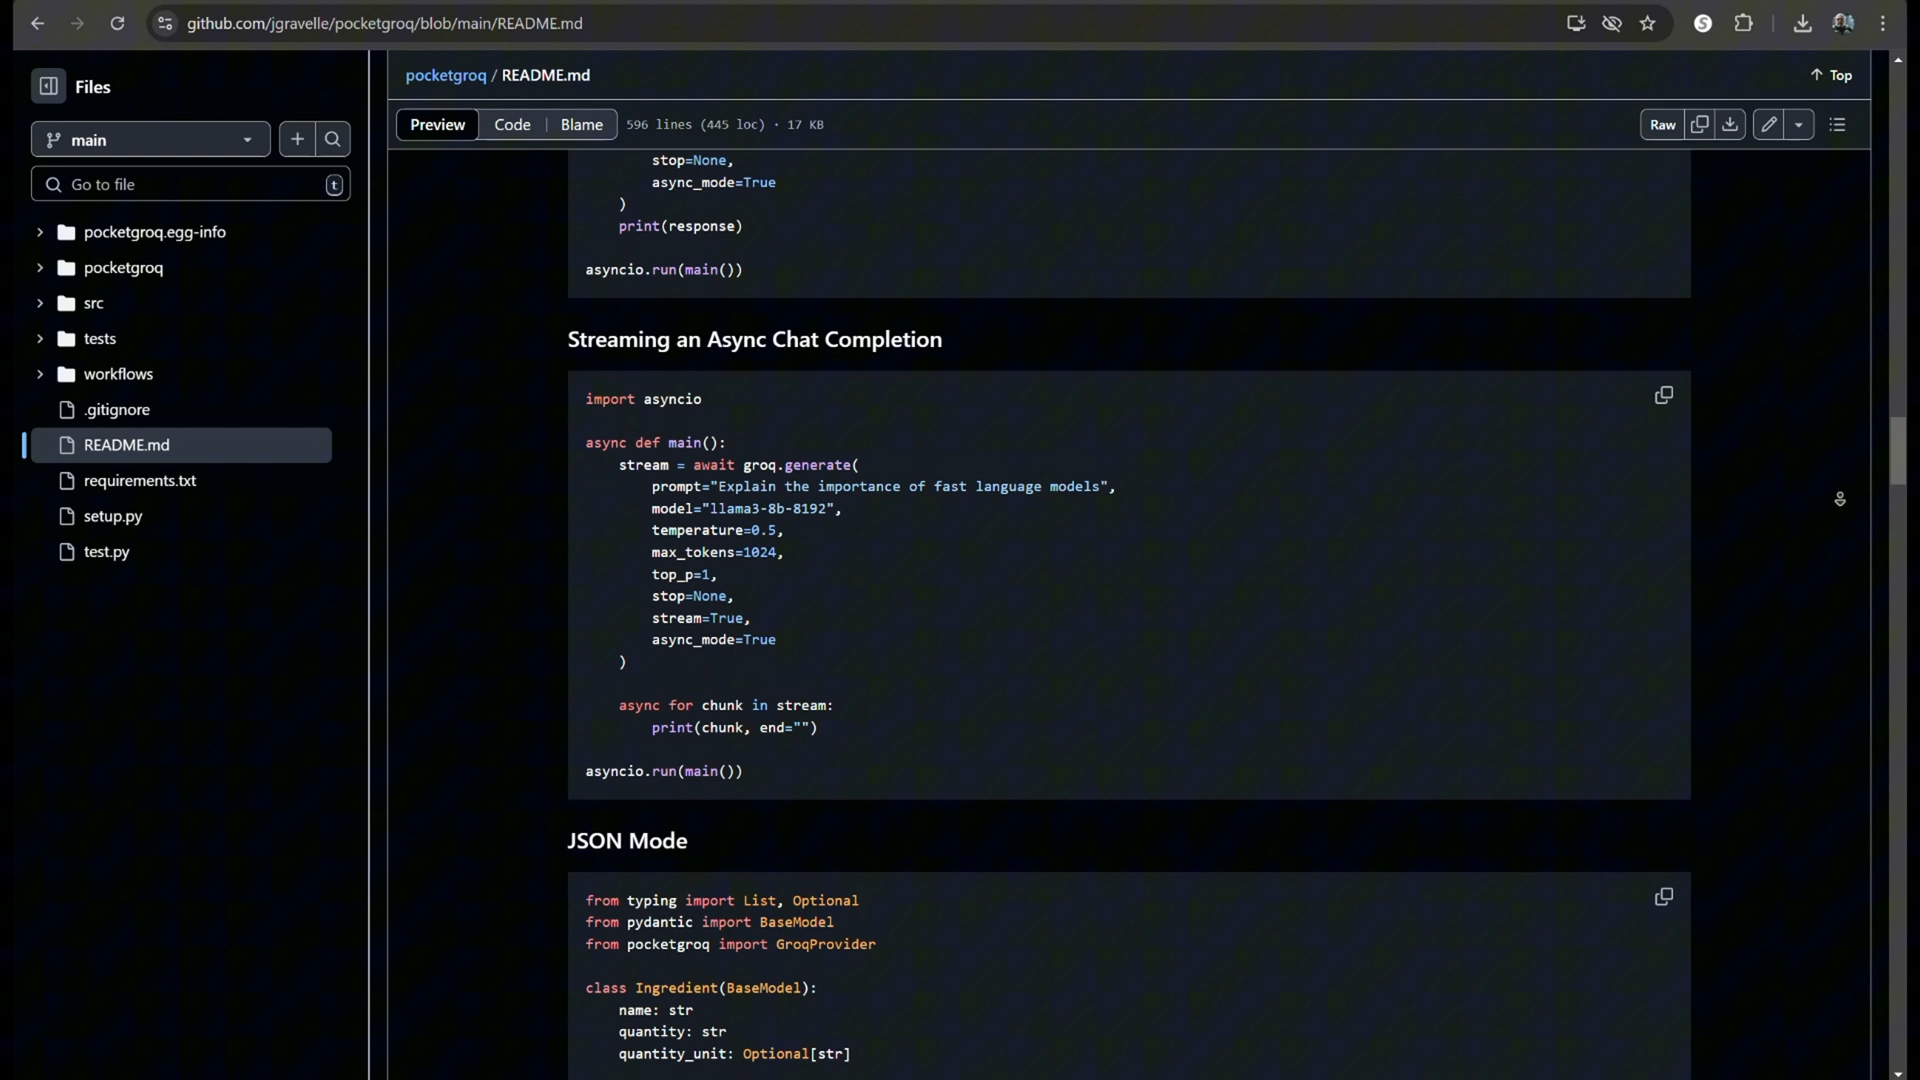 github.com/jgravelle/pocketgroq/blob/main/README.md
Files
main
Go to file
t
pocketgroq.egg-info
pocketgroq
src
tests
workflows
.gitignore
README.md
requirements.txt
setup.py
test.py
pocketgroq / README.md
Top
Preview
Code
Blame
596 lines (445 loc) · 17 KB
Raw
stop=None,
async_mode=True
)
print(response)
asyncio.run(main())
Streaming an Async Chat Completion
import asyncio
async def main():
stream = await groq.generate(
prompt="Explain the importance of fast language models",
model="llama3-8b-8192",
temperature=0.5,
max_tokens=1024,
top_p=1,
stop=None,
stream=True,
async_mode=True
)
async for chunk in stream:
print(chunk, end="")
asyncio.run(main())
JSON Mode
from typing import List, Optional
from pydantic import BaseModel
from pocketgroq import GroqProvider
class Ingredient(BaseModel):
name: str
quantity: str
quantity_unit: Optional[str]